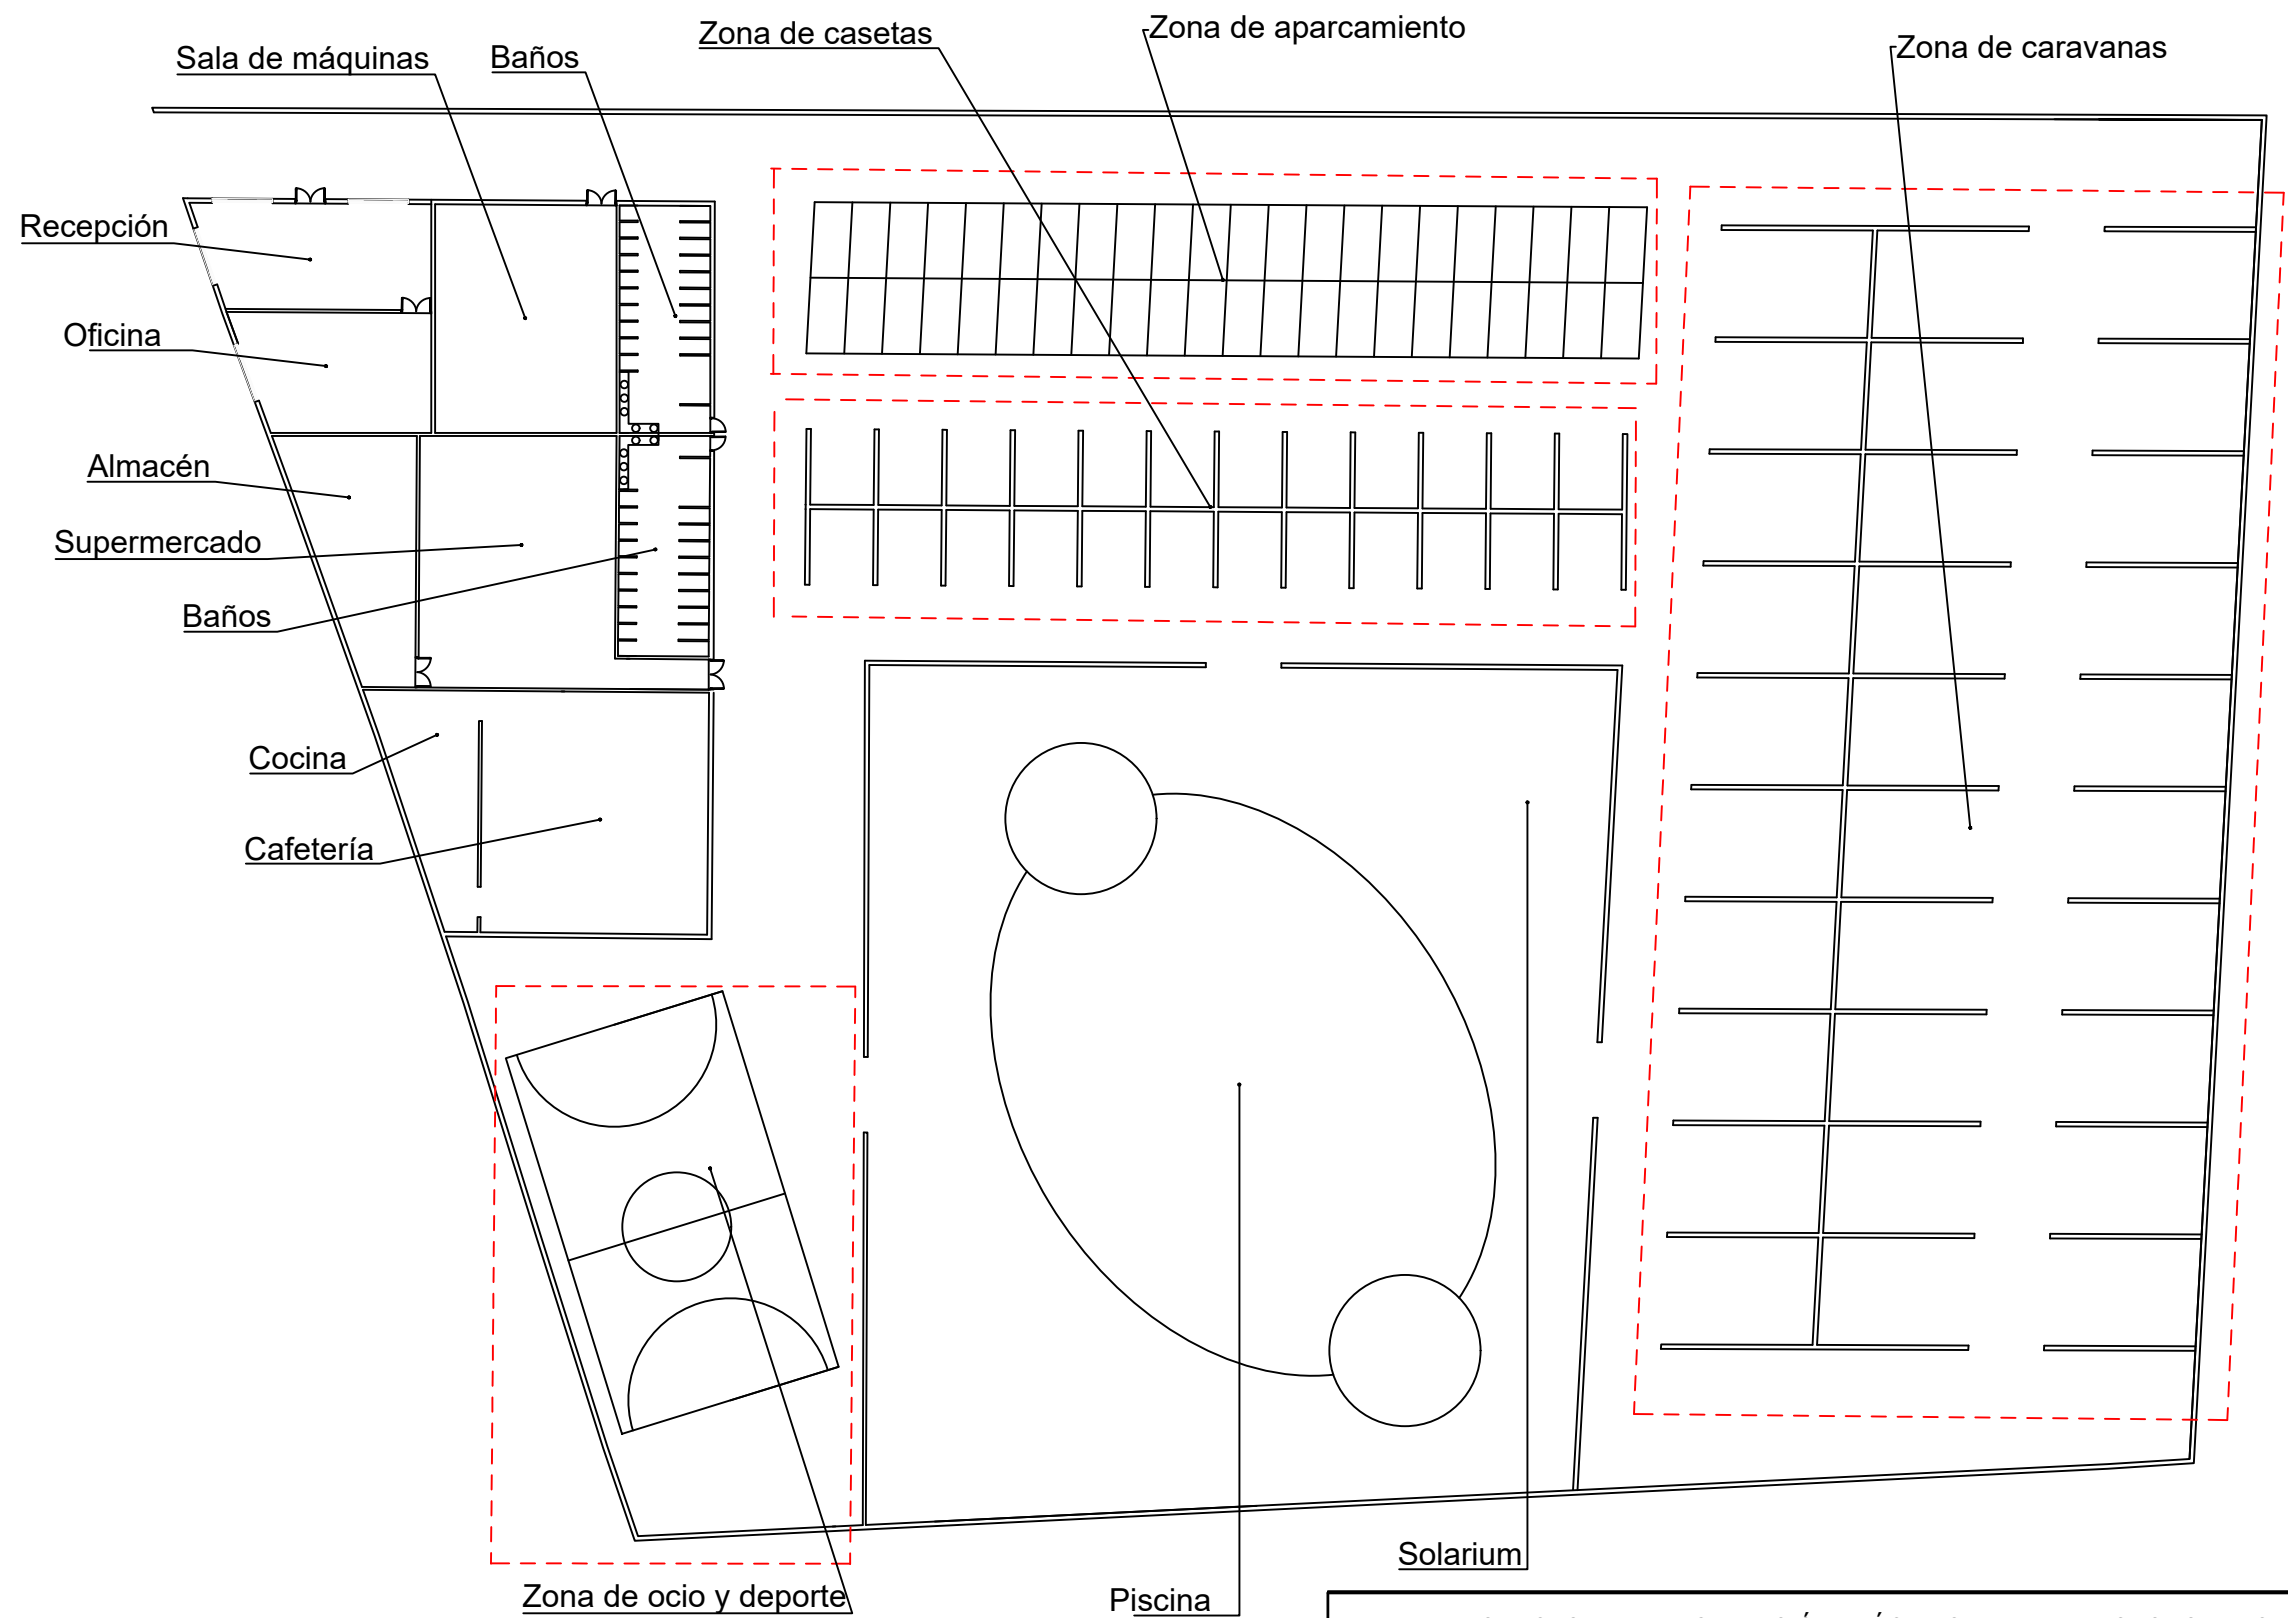 Zona de aparcamiento
Zona de casetas
Zona de caravanas
Sala de máquinas
Baños
Recepción
Oficina
Almacén
Supermercado
Baños
Cocina
Cafetería
Solarium
Zona de ocio y deporte
Piscina